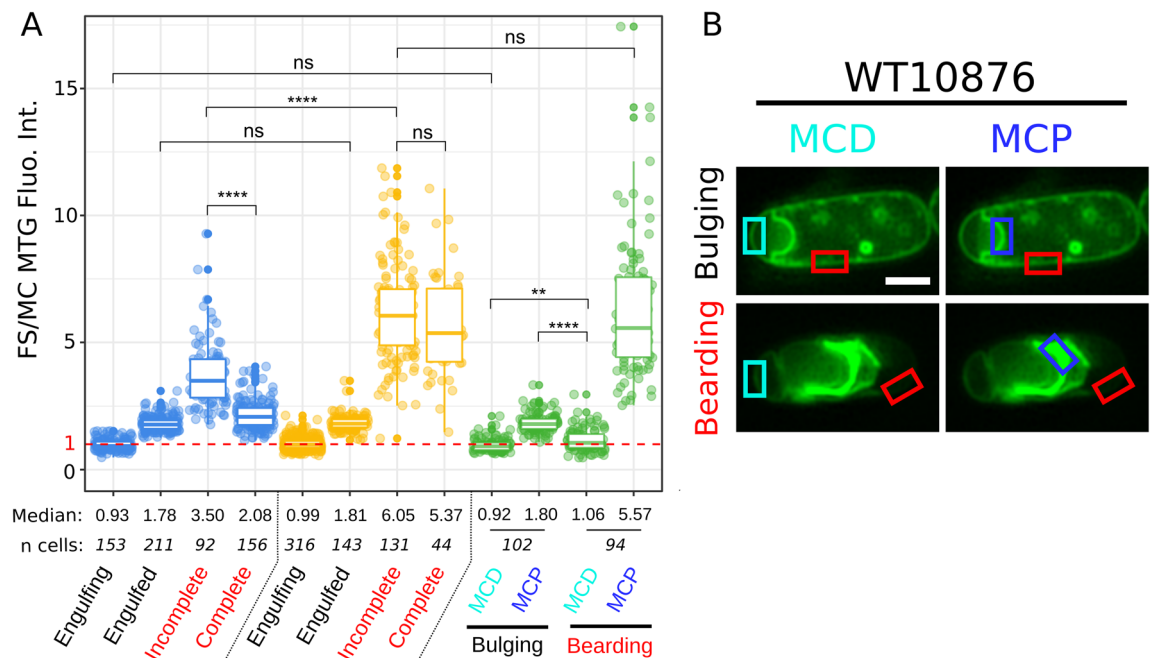 A
B
FS/MC MTG Fluo. Int.
15
10
5
1
0
ns
ns
****
ns
ns
****
**
****
Median: 0.93 1.78 3.50 2.08 0.99 1.81 6.05 5.37 0.92 1.80 1.06 5.57
n cells: 153 211 92 156 316 143 131 44 102 94
Engulfing Engulfed Incomplete Complete Engulfing Engulfed Incomplete Complete MCD MCP MCD MCP
Bulging Bearding
WT10876
MCD MCP
Bulging
Bearding